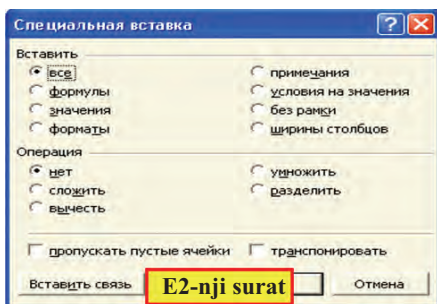 Специальная вставка
Вставить
все
примечания
формулы
условия на значения
значения
без рамки
форматы
ширины столбцов
Операция
нет
умножить
сложить
разделить
вычесть
пропускать пустые ячейки
транспонировать
Вставить связь
E2-nji surat
Отмена